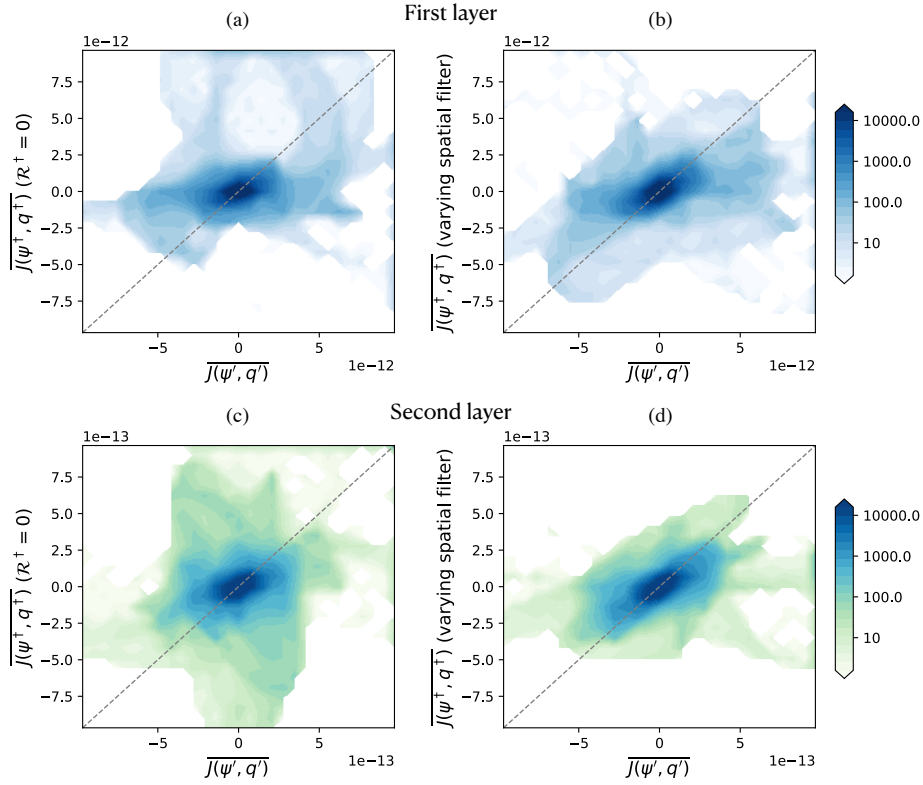 First layer
(a)
(b)
1e−12
1e−12
7.5
5.0
2.5
0.0
−2.5
−5.0
−7.5
J(ψ†, q†) (ℛ† = 0)
−5
0
5
1e−12
J(ψ′, q′)
7.5
5.0
2.5
0.0
−2.5
−5.0
−7.5
J(ψ†, q†) (varying spatial filter)
−5
0
5
1e−12
J(ψ′, q′)
10000.0
1000.0
100.0
10
Second layer
(c)
(d)
1e−13
1e−13
7.5
5.0
2.5
0.0
−2.5
−5.0
−7.5
J(ψ†, q†) (ℛ† = 0)
−5
0
5
1e−13
J(ψ′, q′)
7.5
5.0
2.5
0.0
−2.5
−5.0
−7.5
J(ψ†, q†) (varying spatial filter)
−5
0
5
1e−13
J(ψ′, q′)
10000.0
1000.0
100.0
10